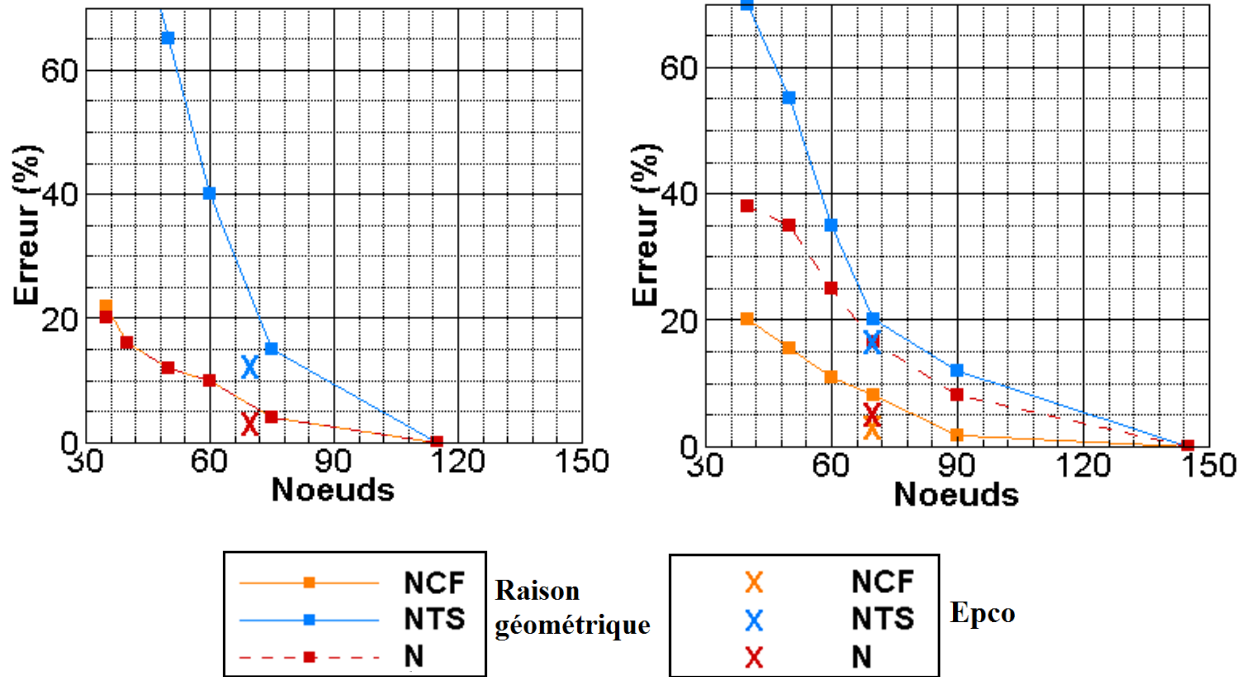 60
40
20
0
Erreur (%)
30 60 90 120 150
Noeuds
60
40
20
0
Erreur (%)
30 60 90 120 150
Noeuds
NCF
NTS
N
Raison
géométrique
NCF
NTS
N
Epco